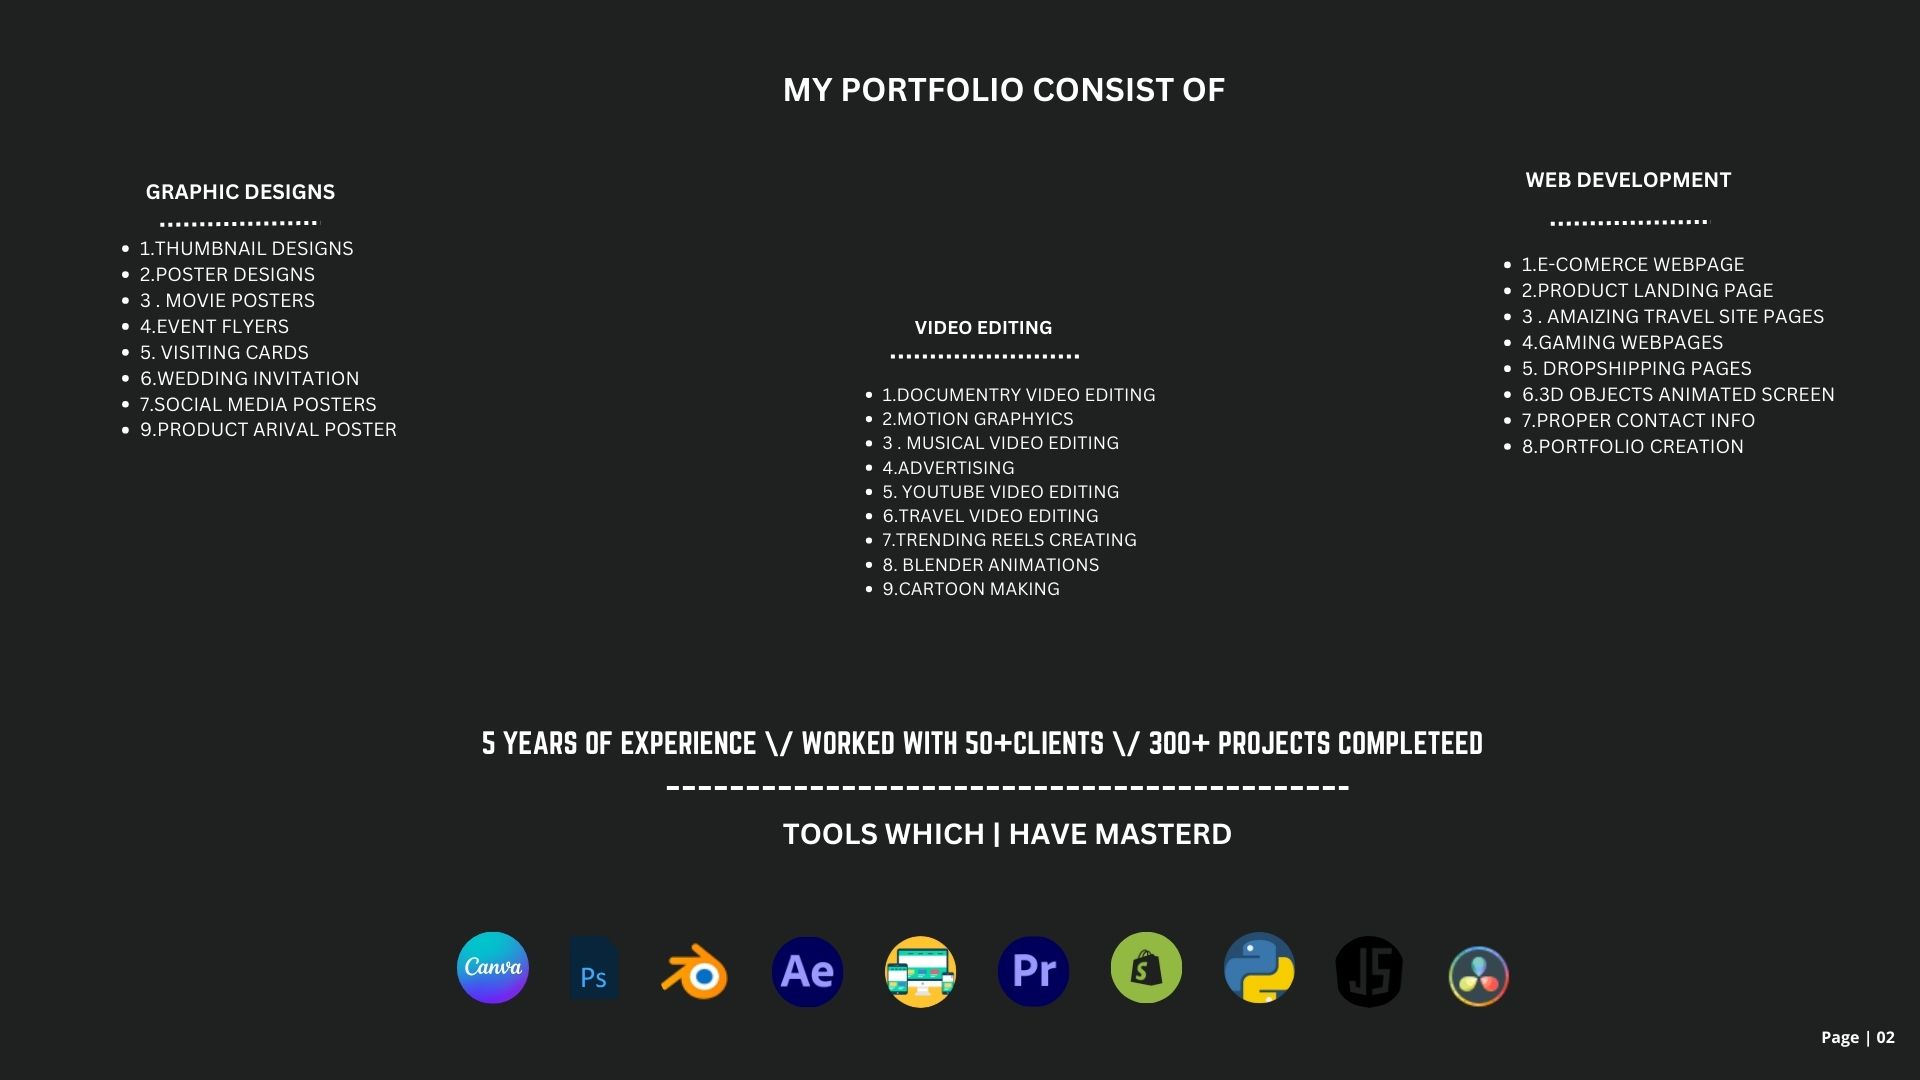 MY PORTFOLIO CONSIST OF
GRAPHIC DESIGNS
1.THUMBNAIL DESIGNS
2.POSTER DESIGNS
3 . MOVIE POSTERS
4.EVENT FLYERS
5. VISITING CARDS
6.WEDDING INVITATION
7.SOCIAL MEDIA POSTERS
9.PRODUCT ARIVAL POSTER
VIDEO EDITING
1.DOCUMENTRY VIDEO EDITING
2.MOTION GRAPHYICS
3 . MUSICAL VIDEO EDITING
4.ADVERTISING
5. YOUTUBE VIDEO EDITING
6.TRAVEL VIDEO EDITING
7.TRENDING REELS CREATING
8. BLENDER ANIMATIONS
9.CARTOON MAKING
WEB DEVELOPMENT
1.E-COMERCE WEBPAGE
2.PRODUCT LANDING PAGE
3 . AMAIZING TRAVEL SITE PAGES
4.GAMING WEBPAGES
5. DROPSHIPPING PAGES
6.3D OBJECTS ANIMATED SCREEN
7.PROPER CONTACT INFO
8.PORTFOLIO CREATION
5 YEARS OF EXPERIENCE \/ WORKED WITH 50+CLIENTS \/ 300+ PROJECTS COMPLETEED
TOOLS WHICH | HAVE MASTERD
Canva Ps Ae Pr S JS
Page | 02